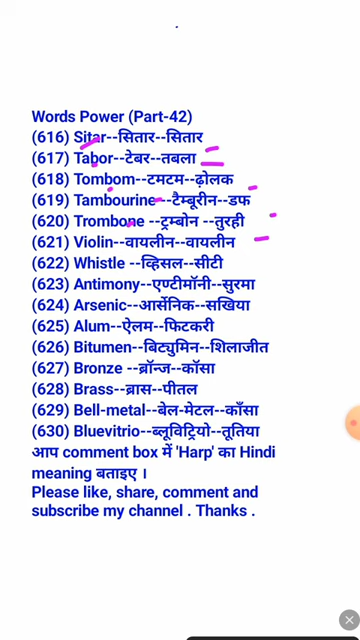 Words Power (Part-42)
(616) Sitar--सितार--सितार
(617) Tabor--टेबर--तबला
(618) Tombom--टमटम--ढ़ोलक
(619) Tambourine --टैम्बूरीन--डफ
(620) Trombone --ट्रम्बोन --तुरही
(621) Violin--वायलीन--वायलीन
(622) Whistle --व्हिसल--सीटी
(623) Antimony--एण्टीमॉनी--सुरमा
(624) Arsenic--आर्सेनिक--सखिया
(625) Alum--ऐलम--फिटकरी
(626) Bitumen--बिट्युमिन--शिलाजीत
(627) Bronze --ब्रॉन्ज--कॉसा
(628) Brass--ब्रास--पीतल
(629) Bell-metal--बेल-मेटल--काँसा
(630) Bluevitrio--ब्लूविट्रियो--तूतिया
आप comment box में 'Harp' का Hindi
meaning बताइए ।
Please like, share, comment and
subscribe my channel . Thanks .